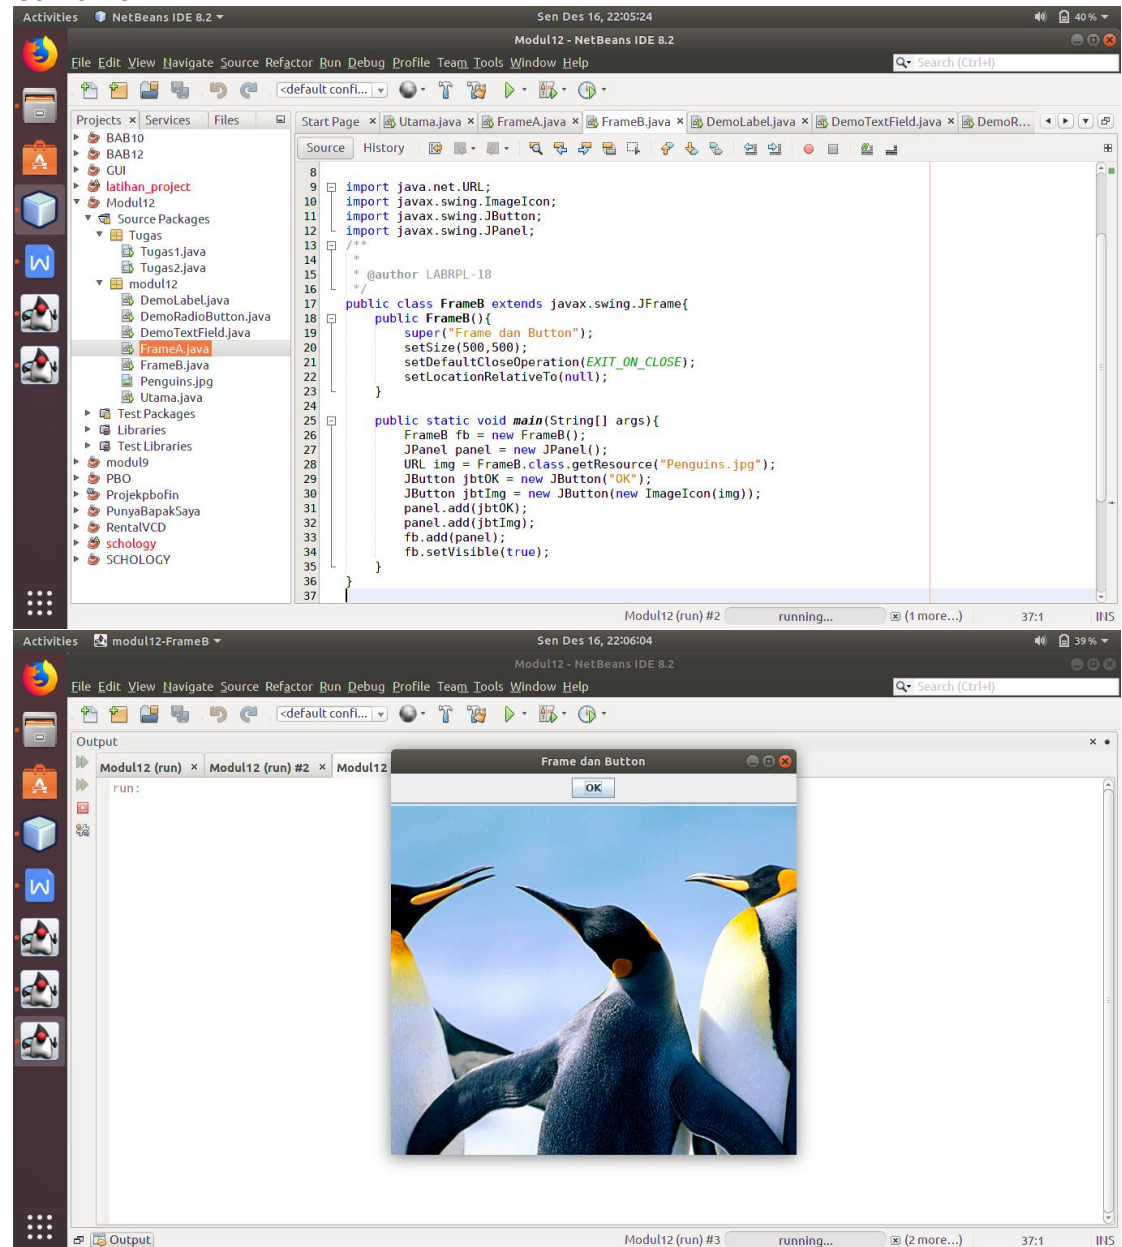 Activities NetBeans IDE 8.2 Sen Des 16, 22:05:24 40 %
Modul12 - NetBeans IDE 8.2
File Edit View Navigate Source Refactor Run Debug Profile Team Tools Window Help Search (Ctrl+I)
<default confi...
Projects × Services Files
Start Page × Utama.java × FrameA.java × FrameB.java × DemoLabel.java × DemoTextField.java × DemoR...
Source History
BAB10
BAB12
GUI
latihan_project
Modul12
Source Packages
Tugas
Tugas1.java
Tugas2.java
modul12
DemoLabel.java
DemoRadioButton.java
DemoTextField.java
FrameA.java
FrameB.java
Penguins.jpg
Utama.java
Test Packages
Libraries
Test Libraries
modul9
PBO
Projekpbofin
PunyaBapakSaya
RentalVCD
schology
SCHOLOGY
8
9 import java.net.URL;
10 import javax.swing.ImageIcon;
11 import javax.swing.JButton;
12 import javax.swing.JPanel;
13 /**
14 *
15 * @author LABRPL-18
16 */
17 public class FrameB extends javax.swing.JFrame{
18 public FrameB(){
19 super("Frame dan Button");
20 setSize(500,500);
21 setDefaultCloseOperation(EXIT_ON_CLOSE);
22 setLocationRelativeTo(null);
23 }
24
25 public static void main(String[] args){
26 FrameB fb = new FrameB();
27 JPanel panel = new JPanel();
28 URL img = FrameB.class.getResource("Penguins.jpg");
29 JButton jbtOK = new JButton("OK");
30 JButton jbtImg = new JButton(new ImageIcon(img));
31 panel.add(jbtOK);
32 panel.add(jbtImg);
33 fb.add(panel);
34 fb.setVisible(true);
35 }
36 }
37
Modul12 (run) #2 running... (1 more...) 37:1 INS
Activities modul12-FrameB Sen Des 16, 22:06:04 39 %
Modul12 - NetBeans IDE 8.2
File Edit View Navigate Source Refactor Run Debug Profile Team Tools Window Help Search (Ctrl+I)
<default confi...
Output
Modul12 (run) × Modul12 (run) #2 × Modul12
run:
Frame dan Button
OK
Output Modul12 (run) #3 running... (2 more...) 37:1 INS